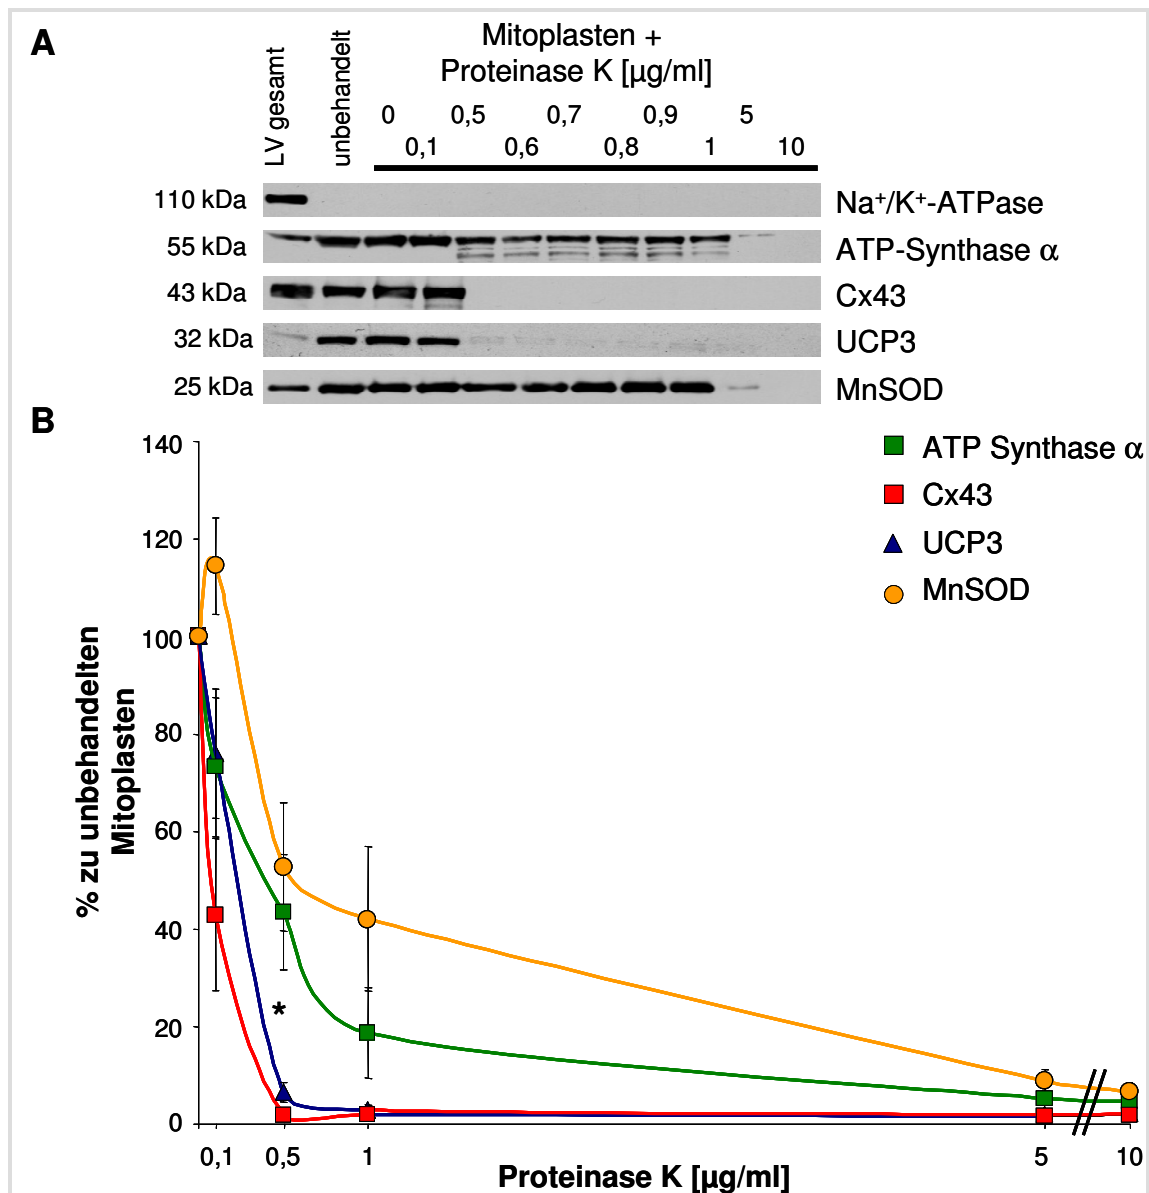 A
LV gesamt
unbehandelt
Mitoplasten +
Proteinase K [µg/ml]
0 0,5 0,7 0,9 5
0,1 0,6 0,8 1 10
110 kDa Na⁺/K⁺-ATPase
55 kDa ATP-Synthase α
43 kDa Cx43
32 kDa UCP3
25 kDa MnSOD
B
% zu unbehandelten
Mitoplasten
140
120
100
80
60
40
20
0
ATP Synthase α
Cx43
UCP3
MnSOD
*
0,1 0,5 1 5 10
Proteinase K [µg/ml]